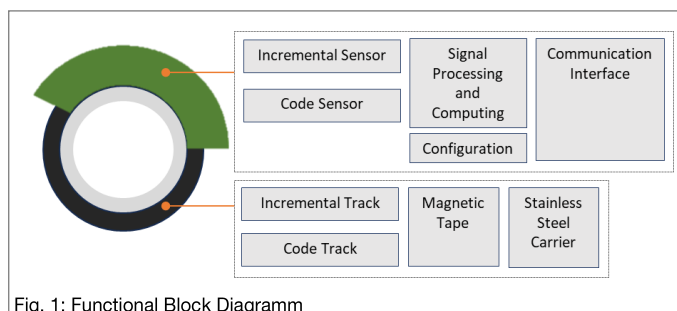 Incremental Sensor
Code Sensor
Signal
Processing
and
Computing
Configuration
Communication
Interface
Incremental Track
Code Track
Magnetic
Tape
Stainless
Steel
Carrier
Fig. 1: Functional Block Diagramm